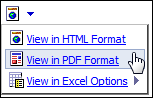 View in HTML Format
View in PDF Format
View in Excel Options